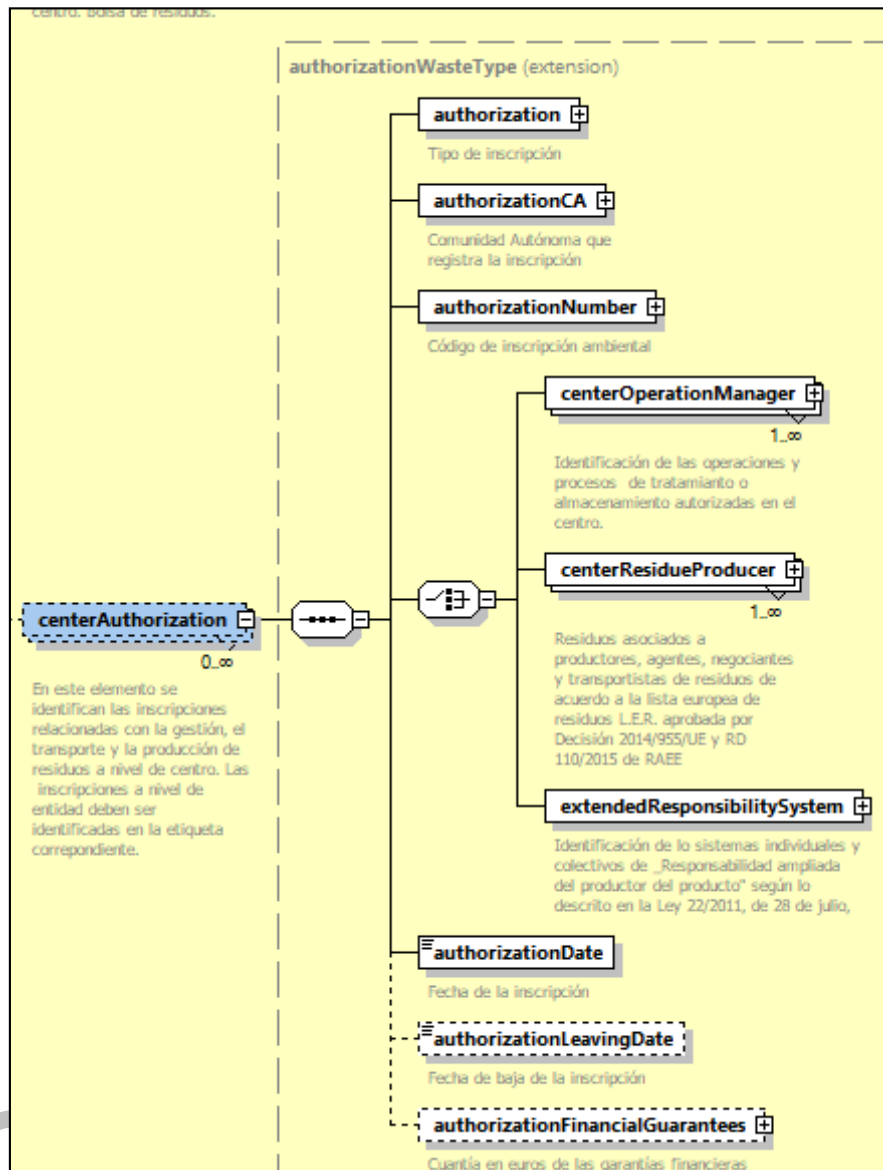 centro. Bolsa de residuos.
authorizationWasteType (extension)
authorization
Tipo de inscripción
authorizationCA
Comunidad Autónoma que
registra la inscripción
authorizationNumber
Código de inscripción ambiental
centerOperationManager
1..∞
Identificación de las operaciones y
procesos de tratamianto o
almacenamiento autorizadas en el
centro.
centerResidueProducer
1..∞
Residuos asociados a
productores, agentes, negociantes
y transportistas de residuos de
acuerdo a la lista europea de
residuos L.E.R. aprobada por
Decisión 2014/955/UE y RD
110/2015 de RAEE
centerAuthorization
0..∞
En este elemento se
identifican las inscripciones
relacionadas con la gestión, el
transporte y la producción de
residuos a nivel de centro. Las
inscripciones a nivel de
entidad deben ser
identificadas en la etiqueta
correpondiente.
extendedResponsibilitySystem
Identificación de lo sistemas individuales y
colectivos de _Responsabilidad ampliada
del productor del producto" según lo
descrito en la Ley 22/2011, de 28 de julio,
authorizationDate
Fecha de la inscripción
authorizationLeavingDate
Fecha de baja de la inscripción
authorizationFinancialGuarantees
Cuantía en euros de las garantías financieras